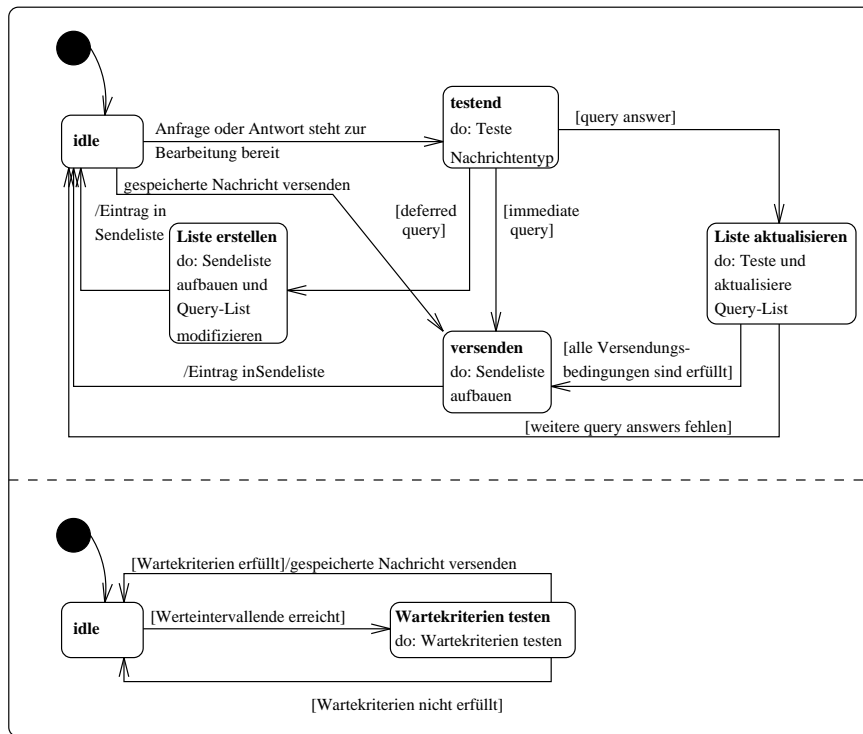 testend
do: Teste
Nachrichtentyp
[query answer]
idle
Anfrage oder Antwort steht zur
Bearbeitung bereit
gespeicherte Nachricht versenden
/Eintrag in
Sendeliste
[deferred
query]
[immediate
query]
Liste erstellen
do: Sendeliste
aufbauen und
Query-List
modifizieren
Liste aktualisieren
do: Teste und
aktualisiere
Query-List
versenden
do: Sendeliste
aufbauen
[alle Versendungs-
bedingungen sind erfüllt]
/Eintrag inSendeliste
[weitere query answers fehlen]
[Wartekriterien erfüllt]/gespeicherte Nachricht versenden
idle
[Werteintervallende erreicht]
Wartekriterien testen
do: Wartekriterien testen
[Wartekriterien nicht erfüllt]